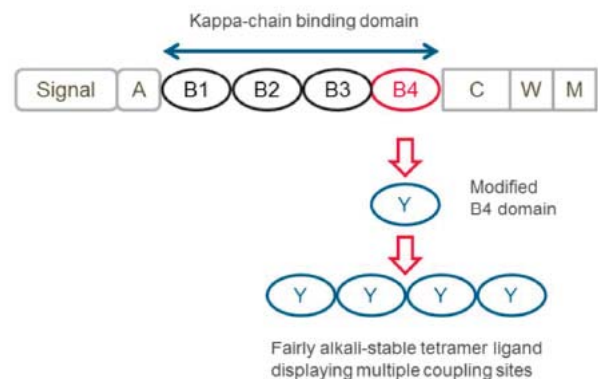 Kappa-chain binding domain
Signal A B1 B2 B3 B4 C W M
Y
Modified
B4 domain
Y Y Y Y
Fairly alkali-stable tetramer ligand
displaying multiple coupling sites